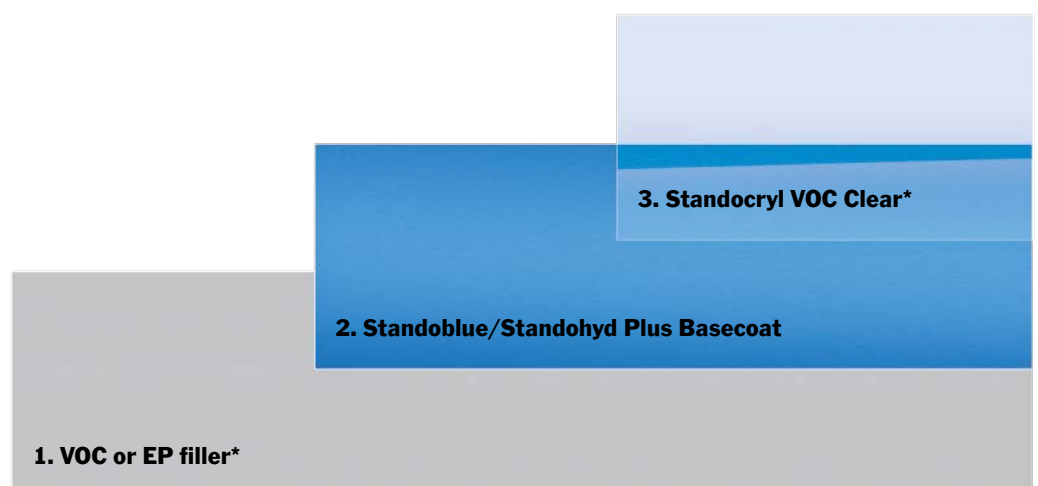 3. Standocryl VOC Clear*
2. Standoblue/Standohyd Plus Basecoat
1. VOC or EP filler*